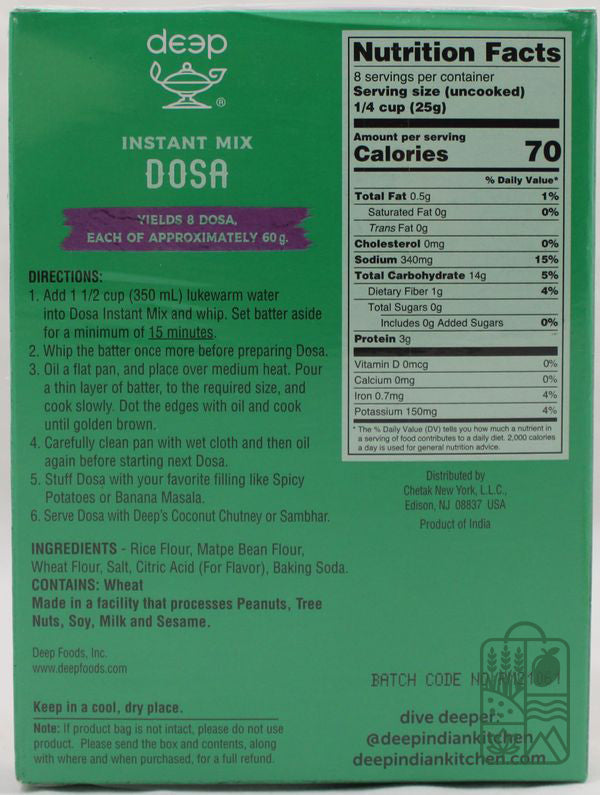 deep
®
INSTANT MIX
DOSA
YIELDS 8 DOSA,
EACH OF APPROXIMATELY 60 g.
DIRECTIONS:
1. Add 1 1/2 cup (350 mL) lukewarm water
into Dosa Instant Mix and whip. Set batter aside
for a minimum of 15 minutes.
2. Whip the batter once more before preparing Dosa.
3. Oil a flat pan, and place over medium heat. Pour
a thin layer of batter, to the required size, and
cook slowly. Dot the edges with oil and cook
until golden brown.
4. Carefully clean pan with wet cloth and then oil
again before starting next Dosa.
5. Stuff Dosa with your favorite filling like Spicy
Potatoes or Banana Masala.
6. Serve Dosa with Deep's Coconut Chutney or Sambhar.
INGREDIENTS - Rice Flour, Matpe Bean Flour,
Wheat Flour, Salt, Citric Acid (For Flavor), Baking Soda.
CONTAINS: Wheat
Made in a facility that processes Peanuts, Tree
Nuts, Soy, Milk and Sesame.
Deep Foods, Inc.
www.deepfoods.com
Keep in a cool, dry place.
Note: If product bag is not intact, please do not use
product. Please send the box and contents, along
with where and when purchased, for a full refund.
Nutrition Facts
8 servings per container
Serving size (uncooked)
1/4 cup (25g)
Amount per serving
Calories 70
% Daily Value*
Total Fat 0.5g 1%
Saturated Fat 0g 0%
Trans Fat 0g
Cholesterol 0mg 0%
Sodium 340mg 15%
Total Carbohydrate 14g 5%
Dietary Fiber 1g 4%
Total Sugars 0g
Includes 0g Added Sugars 0%
Protein 3g
Vitamin D 0mcg 0%
Calcium 0mg 0%
Iron 0.7mg 4%
Potassium 150mg 4%
* The % Daily Value (DV) tells you how much a nutrient in
a serving of food contributes to a daily diet. 2,000 calories
a day is used for general nutrition advice.
Distributed by
Chetak New York, L.L.C.,
Edison, NJ 08837 USA
Product of India
BATCH CODE NO
dive deeper:
@deepindiankitchen
deepindiankitchen.com